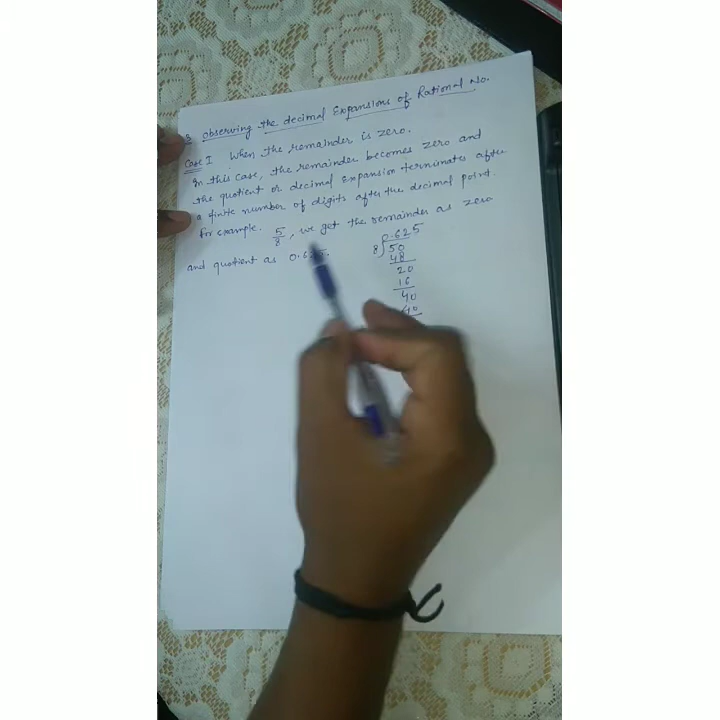 observing the decimal Expansions of Rational No.
Case I When the remainder is zero.
In this case, the remainder becomes zero and
the quotient or decimal expansion terminates after
a finite number of digits after the decimal point.
for example. 5/8, we get the remainder as zero
and quotient as
0.625
8 50
48
20
16
40
40